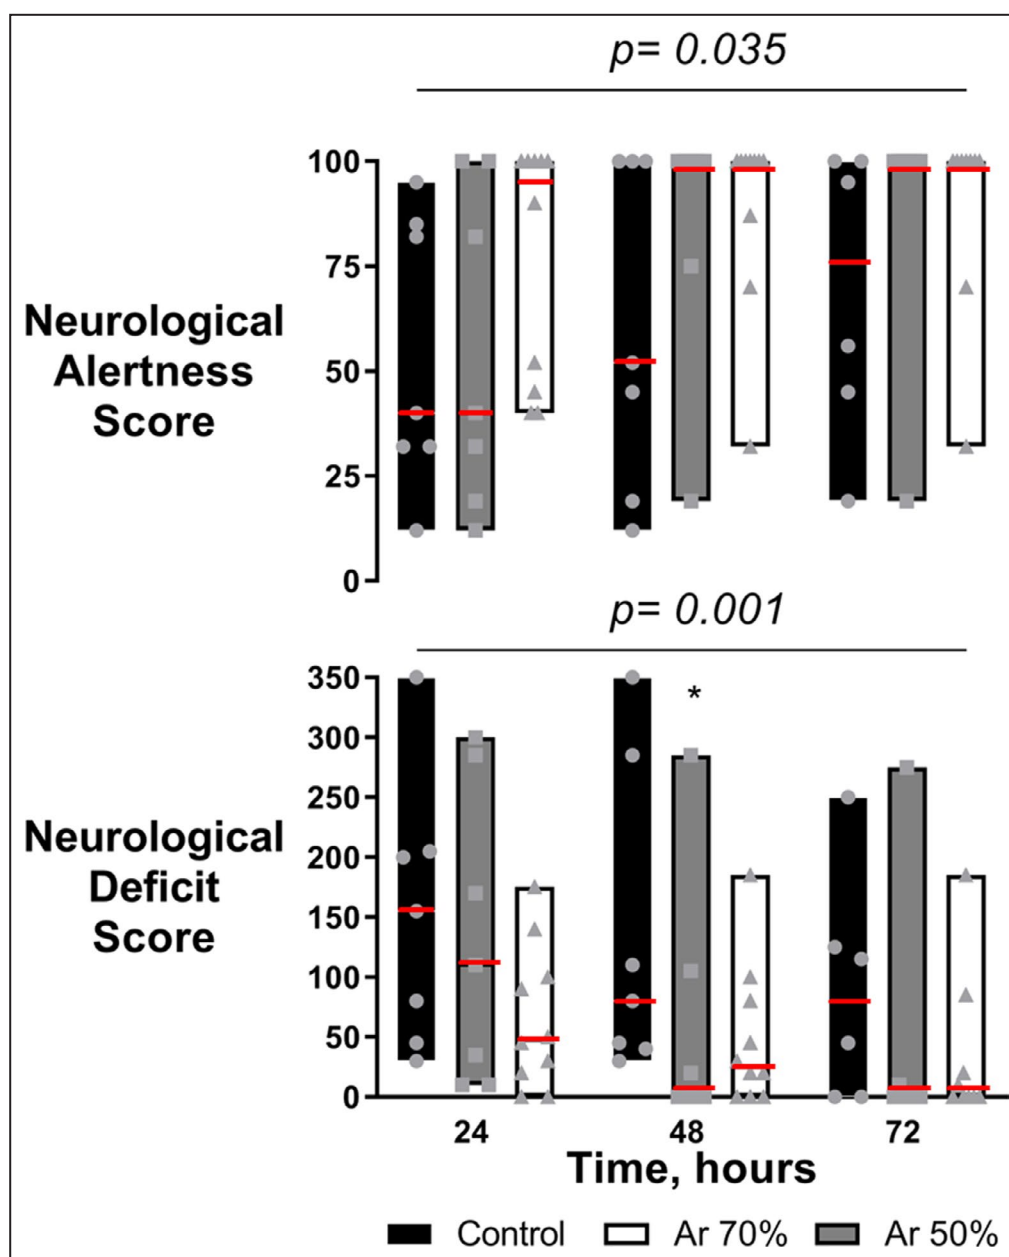 p= 0.035
100
75
50
25
0
Neurological
Alertness
Score
p= 0.001
350
300
250
200
150
100
50
0
*
Neurological
Deficit
Score
24 48 72
Time, hours
Control Ar 70% Ar 50%